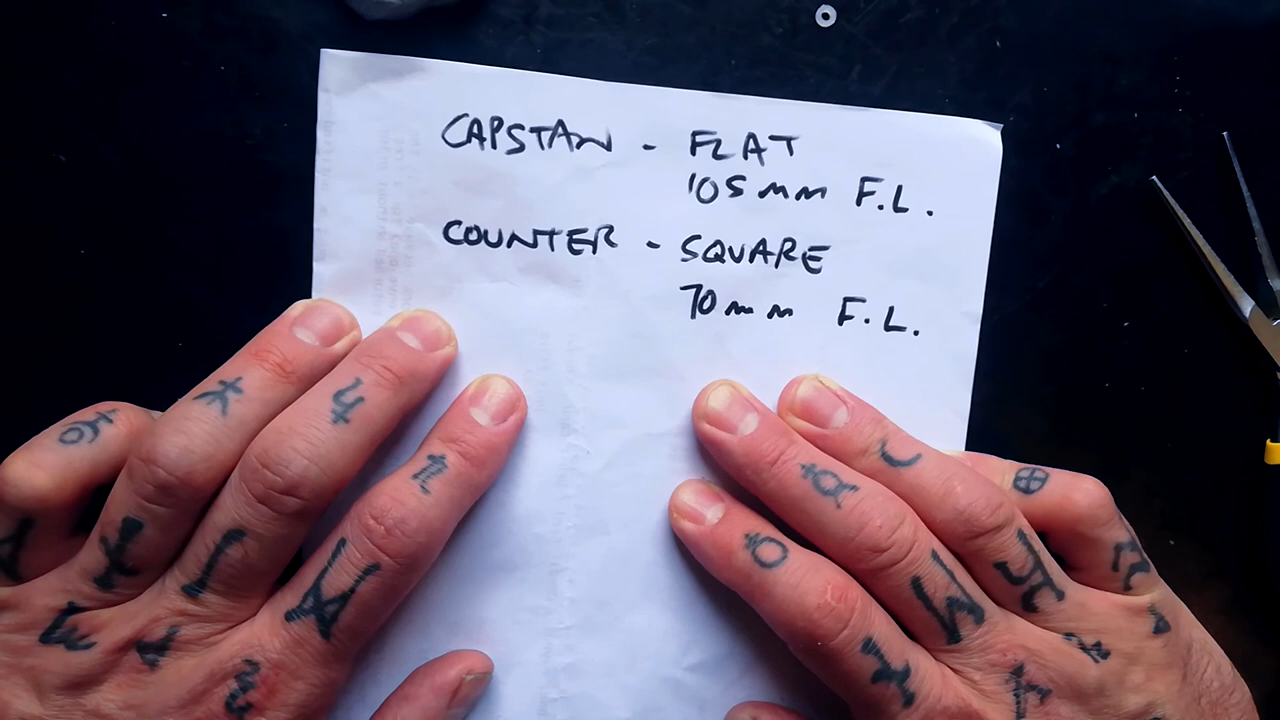 CAPSTAN - FLAT
105mm F.L.
COUNTER - SQUARE
70mm F.L.